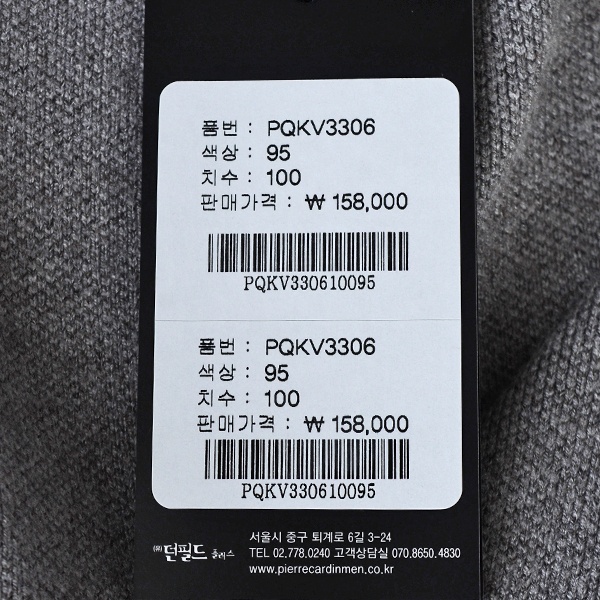 품번 : PQKV3306
색상 : 95
치수 : 100
판매가격 : ₩ 158,000
PQKV330610095
품번 : PQKV3306
색상 : 95
치수 : 100
판매가격 : ₩ 158,000
PQKV330610095
㈜던필드 플러스
서울시 중구 퇴계로 6길 3-24
TEL 02.778.0240 고객상담실 070.8650.4830
www.pierrecardinmen.co.kr